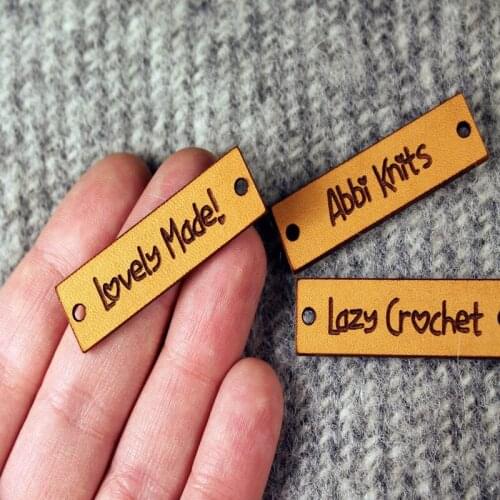 Lovely Made!
Abbi Knits
Lazy Crochet